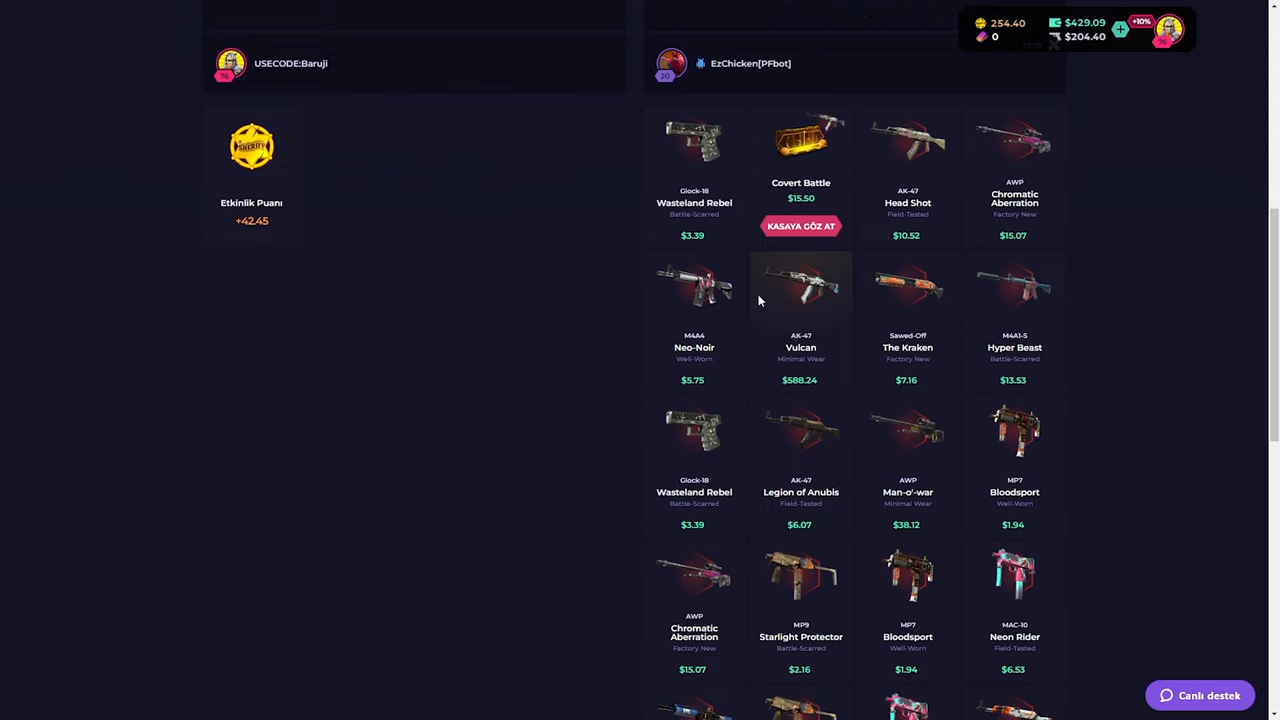 254.40
$429.09
+10%
0
$204.40
76
76
USECODE:Baruji
20
EzChicken[PFbot]
SHERIFF
Etkinlik Puanı
+42.45
Glock-18
Wasteland Rebel
Battle-Scarred
$3.39
Covert Battle
$15.50
KASAYA GÖZ AT
AK-47
Head Shot
Field-Tested
$10.52
AWP
Chromatic
Aberration
Factory New
$15.07
M4A4
Neo-Noir
Well-Worn
$5.75
AK-47
Vulcan
Minimal Wear
$588.24
Sawed-Off
The Kraken
Factory New
$7.16
M4A1-S
Hyper Beast
Battle-Scarred
$13.53
Glock-18
Wasteland Rebel
Battle-Scarred
$3.39
AK-47
Legion of Anubis
Field-Tested
$6.07
AWP
Man-o'-war
Minimal Wear
$38.12
MP7
Bloodsport
Well-Worn
$1.94
AWP
Chromatic
Aberration
Factory New
$15.07
MP9
Starlight Protector
Battle-Scarred
$2.16
MP7
Bloodsport
Well-Worn
$1.94
MAC-10
Neon Rider
Field-Tested
$6.53
Canlı destek